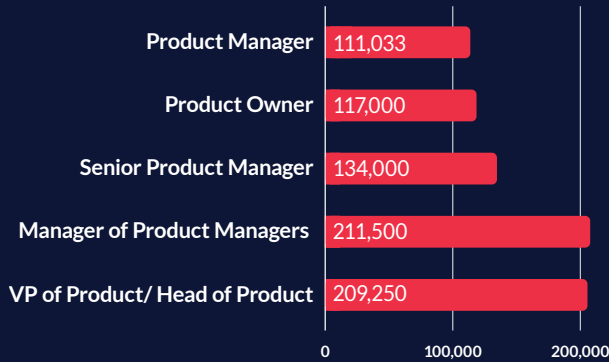 Product Manager 111,033
Product Owner 117,000
Senior Product Manager 134,000
Manager of Product Managers 211,500
VP of Product/ Head of Product 209,250
0 100,000 200,000